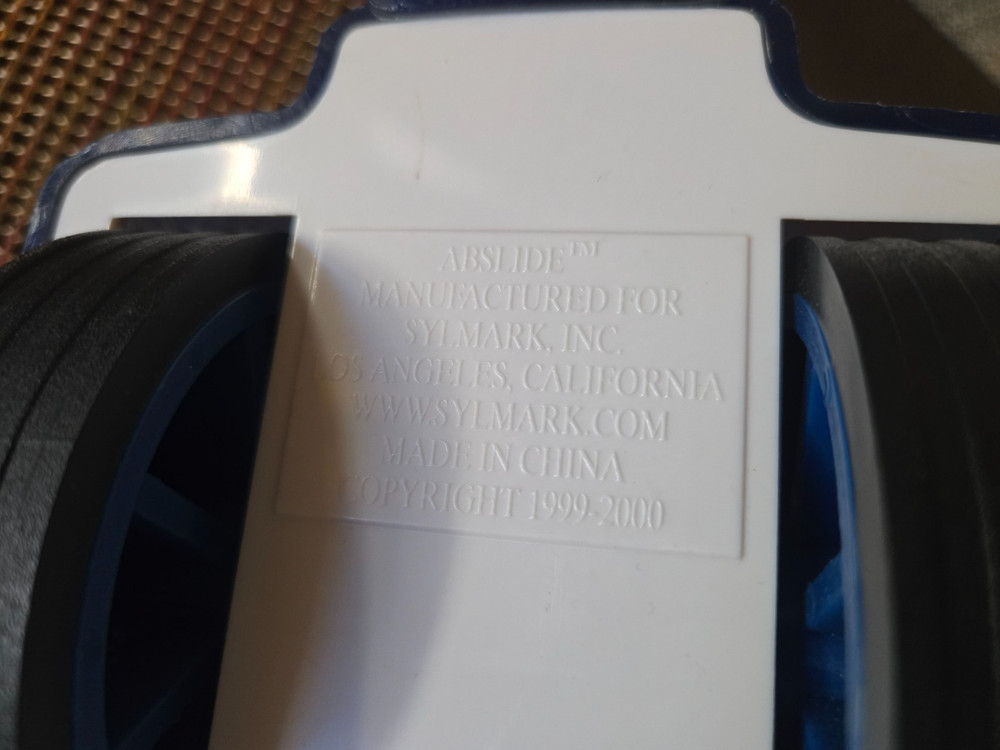 ABSLIDE™
MANUFACTURED FOR
SYLMARK, INC.
LOS ANGELES, CALIFORNIA
WWW.SYLMARK.COM
MADE IN CHINA
COPYRIGHT 1999-2000